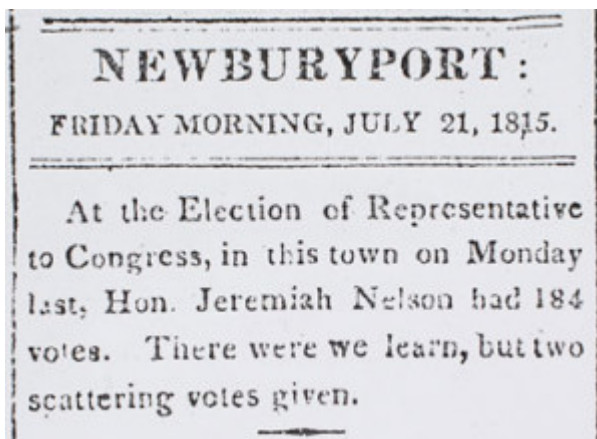 NEWBURYPORT:
FRIDAY MORNING, JULY 21, 1815.
At the Election of Representative
to Congress, in this town on Monday
last, Hon. Jeremiah Nelson had 184
votes. There were we learn, but two
scattering votes given.